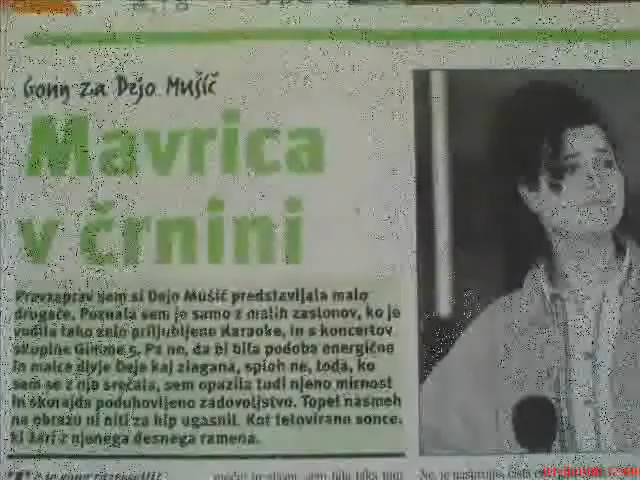 Gong za Dejo Mušič
Mavrica
v črnini
Pravzaprav sem si Dejo Mušič predstavljala malo
drugače. Poznala sem jo samo z malih zaslonov, ko je
vodila tako zelo priljubljene Karaoke, in s koncertov
skupine Gimme 5. Pa ne, da bi bila podoba energične
in malce divje Deje kaj zlagana, sploh ne, toda, ko
sem se z njo srečala, sem opazila tudi njeno mirnost
in skorajda poduhovljeno zadovoljstvo. Topel nasmeh
na obrazu ni niti za hip ugasnil. Kot tetovirano sonce,
ki žari z njenega desnega ramena.